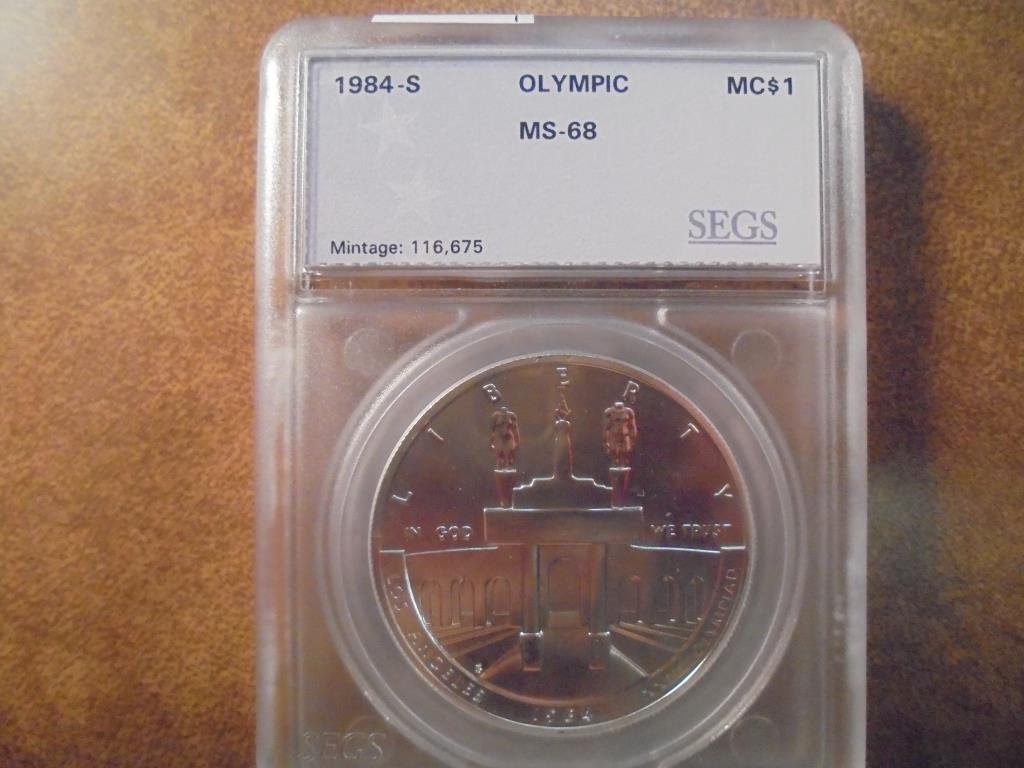 1984-S OLYMPIC MC$1
MS-68
SEGS
Mintage: 116,675
LIBERTY
IN GOD WE TRUST
LOS ANGELES
OLYMPIAD
S
1984
SEGS